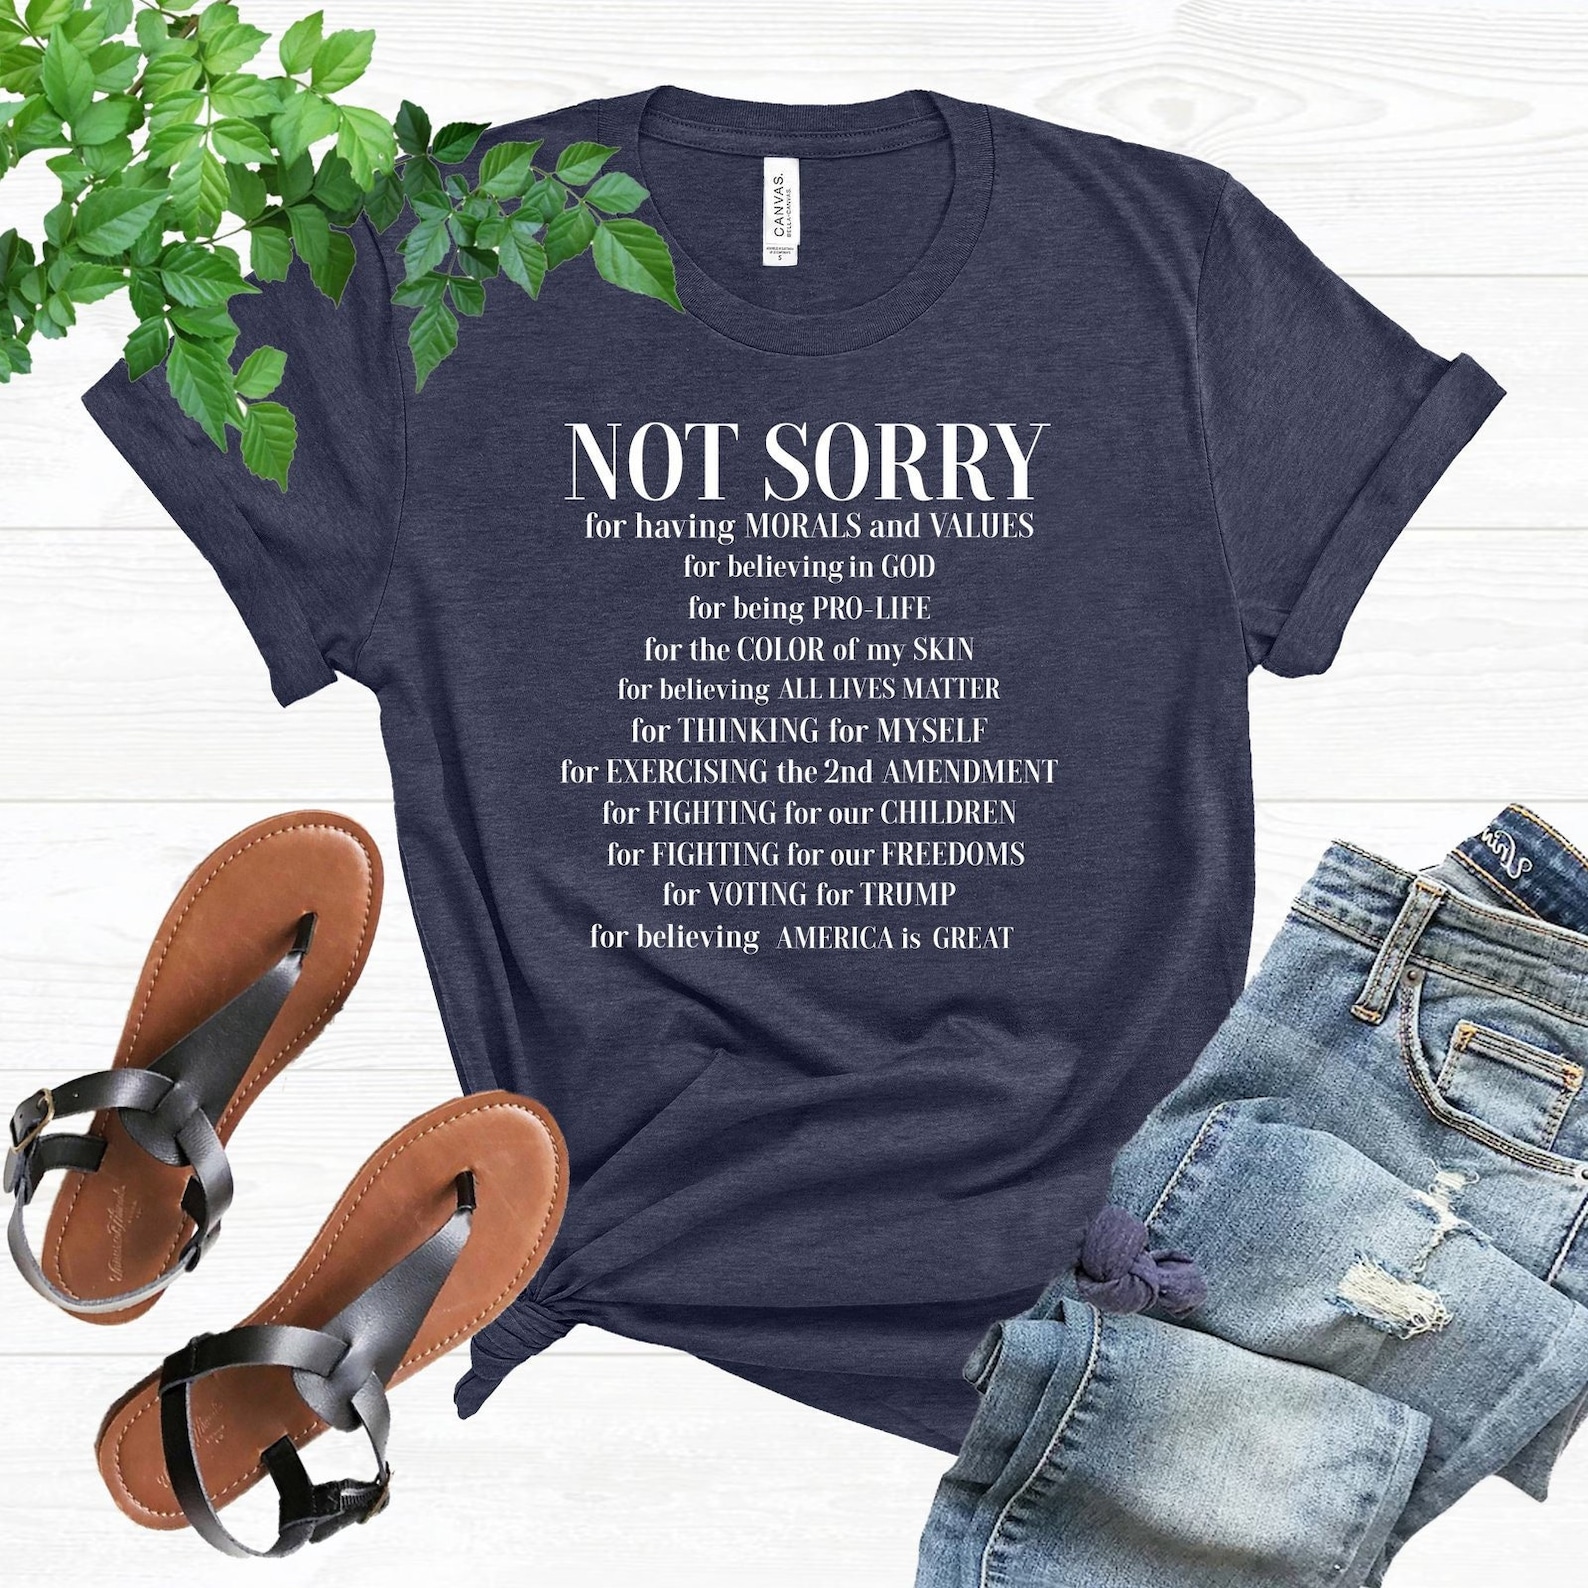 CANVAS.
BELLA+CANVAS.
S
NOT SORRY
for having MORALS and VALUES
for believing in GOD
for being PRO-LIFE
for the COLOR of my SKIN
for believing ALL LIVES MATTER
for THINKING for MYSELF
for EXERCISING the 2nd AMENDMENT
for FIGHTING for our CHILDREN
for FIGHTING for our FREEDOMS
for VOTING for TRUMP
for believing AMERICA is GREAT